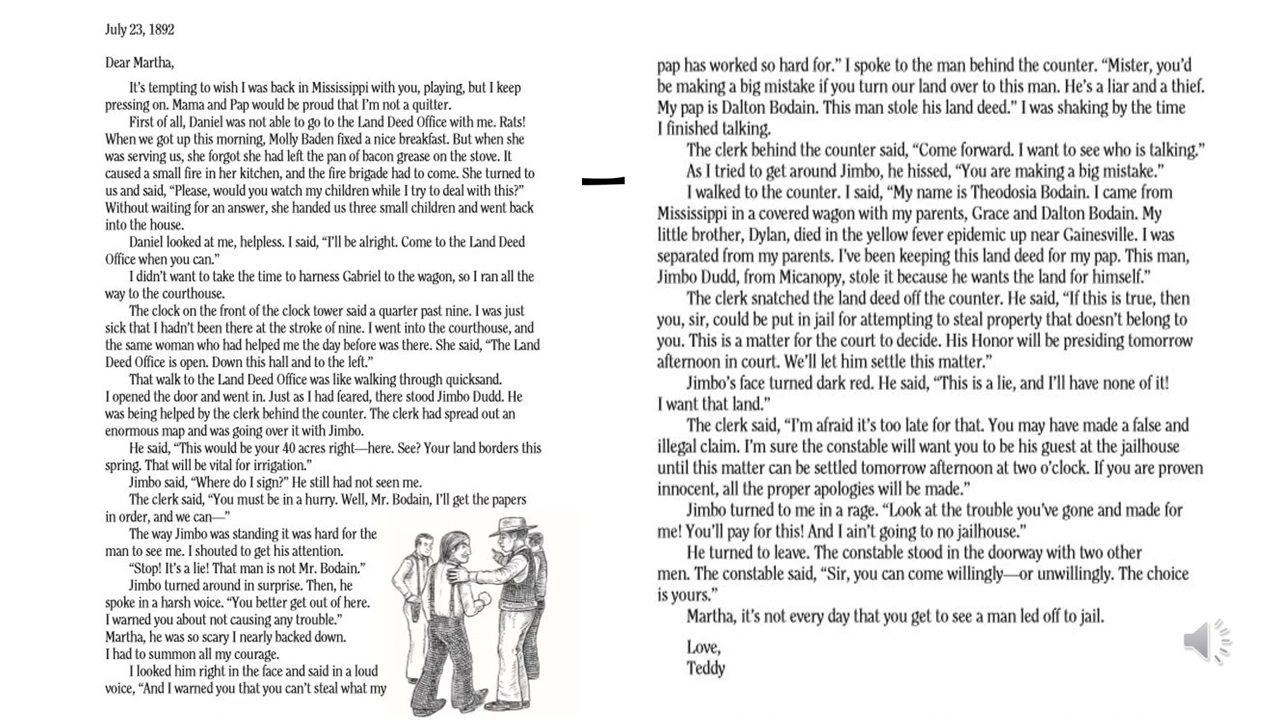 July 23, 1892
Dear Martha,
It's tempting to wish I was back in Mississippi with you, playing, but I keep
pressing on. Mama and Pap would be proud that I'm not a quitter.
First of all, Daniel was not able to go to the Land Deed Office with me. Rats!
When we got up this morning, Molly Baden fixed a nice breakfast. But when she
was serving us, she forgot she had left the pan of bacon grease on the stove. It
caused a small fire in her kitchen, and the fire brigade had to come. She turned to
us and said, “Please, would you watch my children while I try to deal with this?”
Without waiting for an answer, she handed us three small children and went back
into the house.
Daniel looked at me, helpless. I said, “I'll be alright. Come to the Land Deed
Office when you can.”
I didn't want to take the time to harness Gabriel to the wagon, so I ran all the
way to the courthouse.
The clock on the front of the clock tower said a quarter past nine. I was just
sick that I hadn't been there at the stroke of nine. I went into the courthouse, and
the same woman who had helped me the day before was there. She said, “The Land
Deed Office is open. Down this hall and to the left.”
That walk to the Land Deed Office was like walking through quicksand.
I opened the door and went in. Just as I had feared, there stood Jimbo Dudd. He
was being helped by the clerk behind the counter. The clerk had spread out an
enormous map and was going over it with Jimbo.
He said, “This would be your 40 acres right—here. See? Your land borders this
spring. That will be vital for irrigation.”
Jimbo said, “Where do I sign?” He still had not seen me.
The clerk said, “You must be in a hurry. Well, Mr. Bodain, I'll get the papers
in order, and we can—”
The way Jimbo was standing it was hard for the
man to see me. I shouted to get his attention.
“Stop! It's a lie! That man is not Mr. Bodain.”
Jimbo turned around in surprise. Then, he
spoke in a harsh voice. “You better get out of here.
I warned you about not causing any trouble.”
Martha, he was so scary I nearly backed down.
I had to summon all my courage.
I looked him right in the face and said in a loud
voice, “And I warned you that you can't steal what my
pap has worked so hard for.” I spoke to the man behind the counter. “Mister, you'd
be making a big mistake if you turn our land over to this man. He's a liar and a thief.
My pap is Dalton Bodain. This man stole his land deed.” I was shaking by the time
I finished talking.
The clerk behind the counter said, “Come forward. I want to see who is talking.”
As I tried to get around Jimbo, he hissed, “You are making a big mistake.”
I walked to the counter. I said, “My name is Theodosia Bodain. I came from
Mississippi in a covered wagon with my parents, Grace and Dalton Bodain. My
little brother, Dylan, died in the yellow fever epidemic up near Gainesville. I was
separated from my parents. I've been keeping this land deed for my pap. This man,
Jimbo Dudd, from Micanopy, stole it because he wants the land for himself.”
The clerk snatched the land deed off the counter. He said, “If this is true, then
you, sir, could be put in jail for attempting to steal property that doesn't belong to
you. This is a matter for the court to decide. His Honor will be presiding tomorrow
afternoon in court. We'll let him settle this matter.”
Jimbo's face turned dark red. He said, “This is a lie, and I'll have none of it!
I want that land.”
The clerk said, “I'm afraid it's too late for that. You may have made a false and
illegal claim. I'm sure the constable will want you to be his guest at the jailhouse
until this matter can be settled tomorrow afternoon at two o'clock. If you are proven
innocent, all the proper apologies will be made.”
Jimbo turned to me in a rage. “Look at the trouble you've gone and made for
me! You'll pay for this! And I ain't going to no jailhouse.”
He turned to leave. The constable stood in the doorway with two other
men. The constable said, “Sir, you can come willingly—or unwillingly. The choice
is yours.”
Martha, it's not every day that you get to see a man led off to jail.
Love,
Teddy